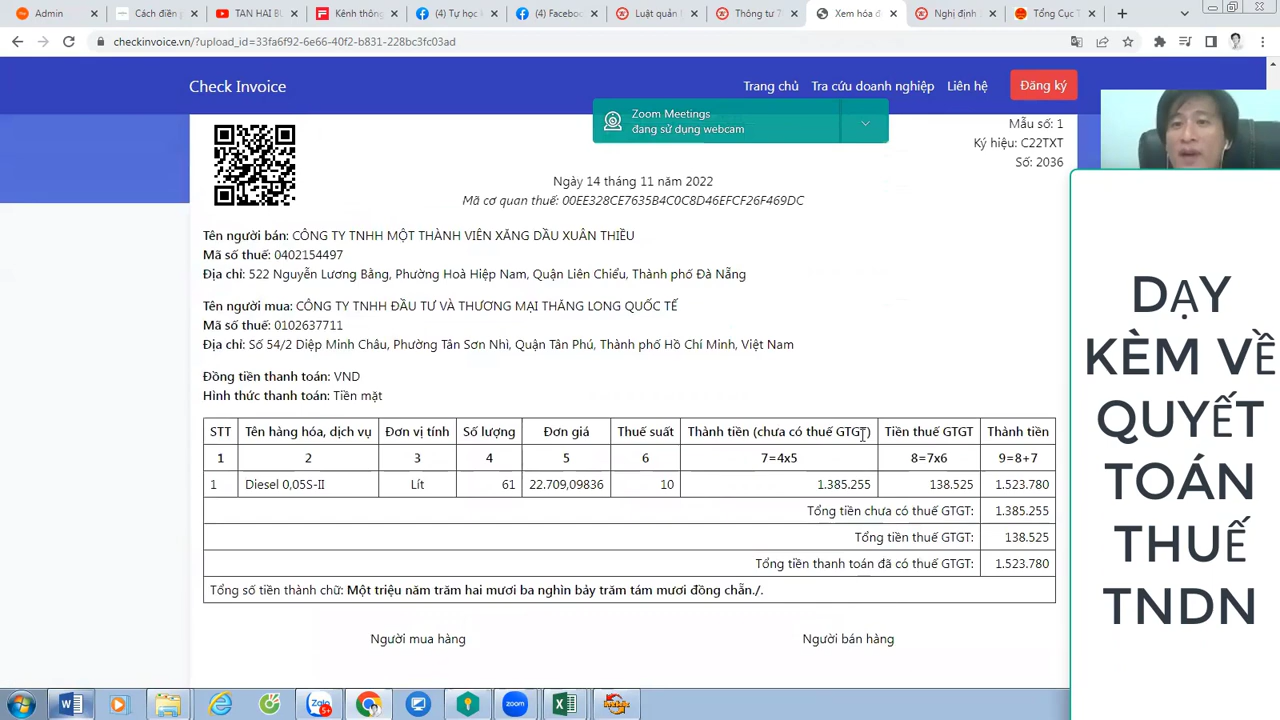 Admin
Cách điền
TAN HAI BU
Kênh thông
(4) Tự học k
(4) Facebook
Luật quản
Thông tư 7
Xem hóa đ
Nghị định
Tổng Cục T
checkinvoice.vn/?upload_id=33fa6f92-6e66-40f2-b831-228bc3fc03ad
Check Invoice
Trang chủ
Tra cứu doanh nghiệp
Liên hệ
Đăng ký
Zoom Meetings
đang sử dụng webcam
Mẫu số: 1
Ký hiệu: C22TXT
Số: 2036
Ngày 14 tháng 11 năm 2022
Mã cơ quan thuế: 00EE328CE7635B4C0C8D46EFCF26F469DC
Tên người bán: CÔNG TY TNHH MỘT THÀNH VIÊN XĂNG DẦU XUÂN THIỀU
Mã số thuế: 0402154497
Địa chỉ: 522 Nguyễn Lương Bằng, Phường Hoà Hiệp Nam, Quận Liên Chiểu, Thành phố Đà Nẵng
Tên người mua: CÔNG TY TNHH ĐẦU TƯ VÀ THƯƠNG MẠI THĂNG LONG QUỐC TẾ
Mã số thuế: 0102637711
Địa chỉ: Số 54/2 Diệp Minh Châu, Phường Tân Sơn Nhì, Quận Tân Phú, Thành phố Hồ Chí Minh, Việt Nam
Đồng tiền thanh toán: VND
Hình thức thanh toán: Tiền mặt
STT Tên hàng hóa, dịch vụ Đơn vị tính Số lượng Đơn giá Thuế suất Thành tiền (chưa có thuế GTGT) Tiền thuế GTGT Thành tiền
1 2 3 4 5 6 7=4x5 8=7x6 9=8+7
1 Diesel 0,05S-II Lít 61 22.709,09836 10 1.385.255 138.525 1.523.780
Tổng tiền chưa có thuế GTGT: 1.385.255
Tổng tiền thuế GTGT: 138.525
Tổng tiền thanh toán đã có thuế GTGT: 1.523.780
Tổng số tiền thành chữ: Một triệu năm trăm hai mươi ba nghìn bảy trăm tám mươi đồng chẵn./.
Người mua hàng
Người bán hàng
DẠY
KÈM VỀ
QUYẾT
TOÁN
THUẾ
TNDN
Zalo
5+
zoom